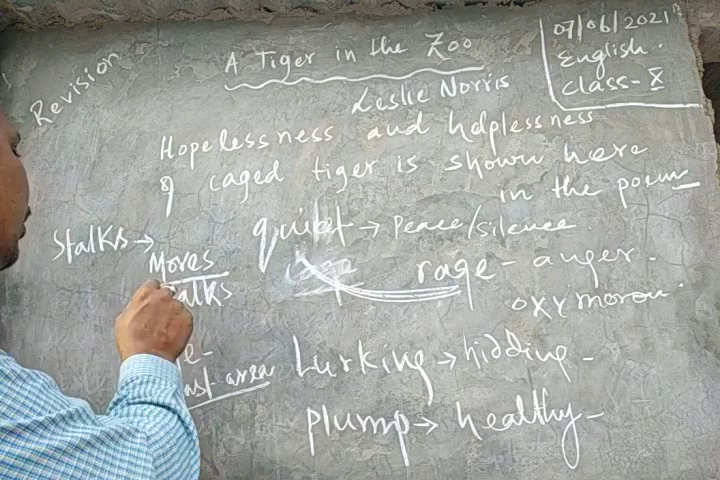 Revision
A Tiger in the Zoo
07/06/2021
English.
Class-X
Leslie Norris
Hopelessness and helplessness
of caged tiger is shown here
in the poem
Stalks → Moves
quiet → Peace/silence.
rage - anger.
oxymoron.
Lurking → hidding -
plump → healthy -